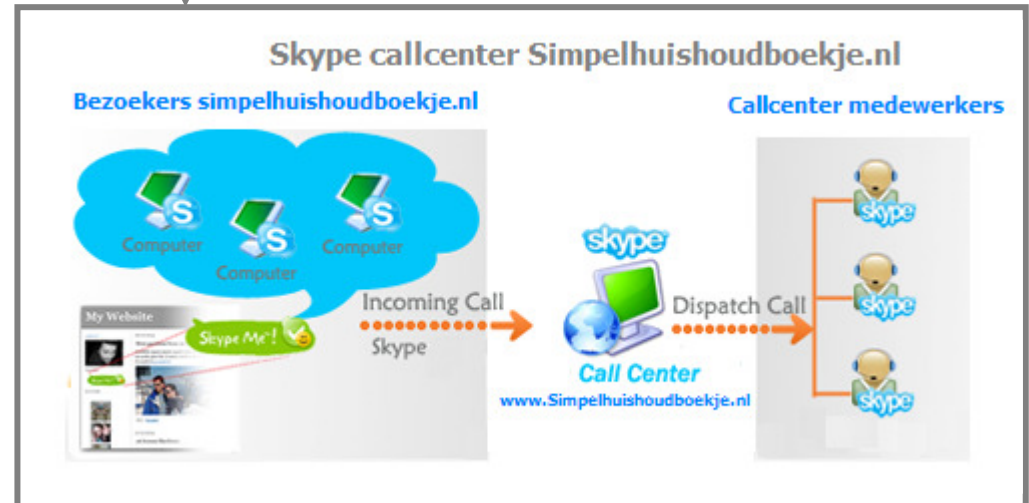 Skype callcenter Simpelhuishoudboekje.nl
Bezoekers simpelhuishoudboekje.nl
Callcenter medewerkers
Computer
Computer
Computer
My Website
Skype Me™!
Incoming Call
Skype
skype
Call Center
www.Simpelhuishoudboekje.nl
Dispatch Call
skype
skype
skype